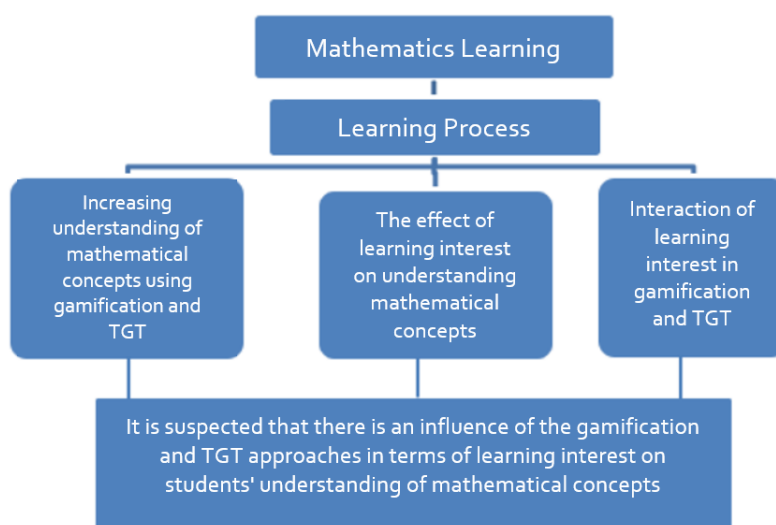 Mathematics Learning
Learning Process
Increasing
understanding of
mathematical
concepts using
gamification and
TGT
The effect of
learning interest
on understanding
mathematical
concepts
Interaction of
learning
interest in
gamification
and TGT
It is suspected that there is an influence of the gamification
and TGT approaches in terms of learning interest on
students' understanding of mathematical concepts